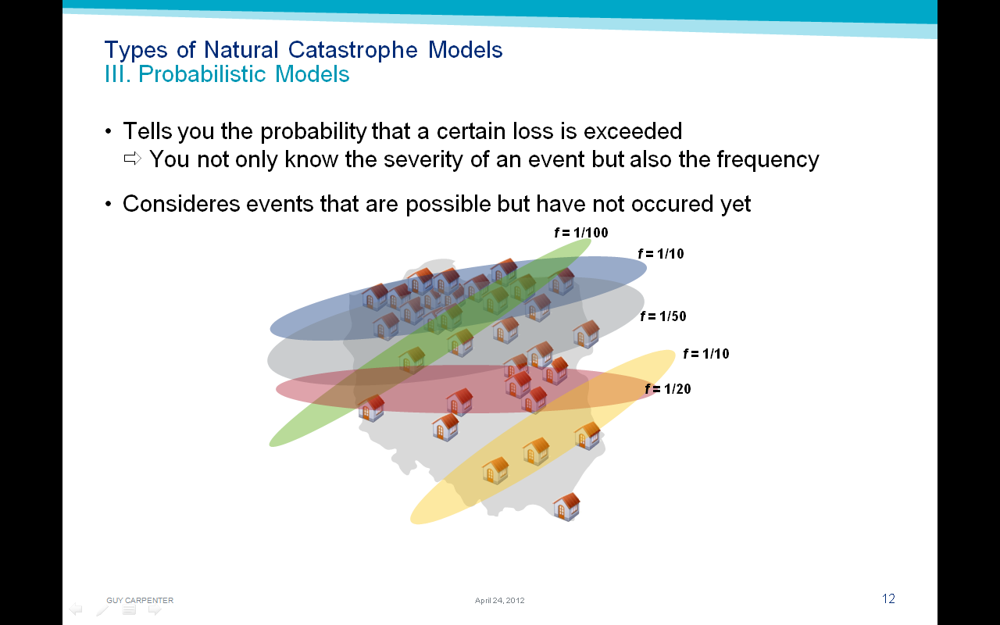 Types of Natural Catastrophe Models
III. Probabilistic Models
• Tells you the probability that a certain loss is exceeded
⇨ You not only know the severity of an event but also the frequency
• Consideres events that are possible but have not occured yet
f = 1/100
f = 1/10
f = 1/50
f = 1/10
f = 1/20
GUY CARPENTER
April 24, 2012
12